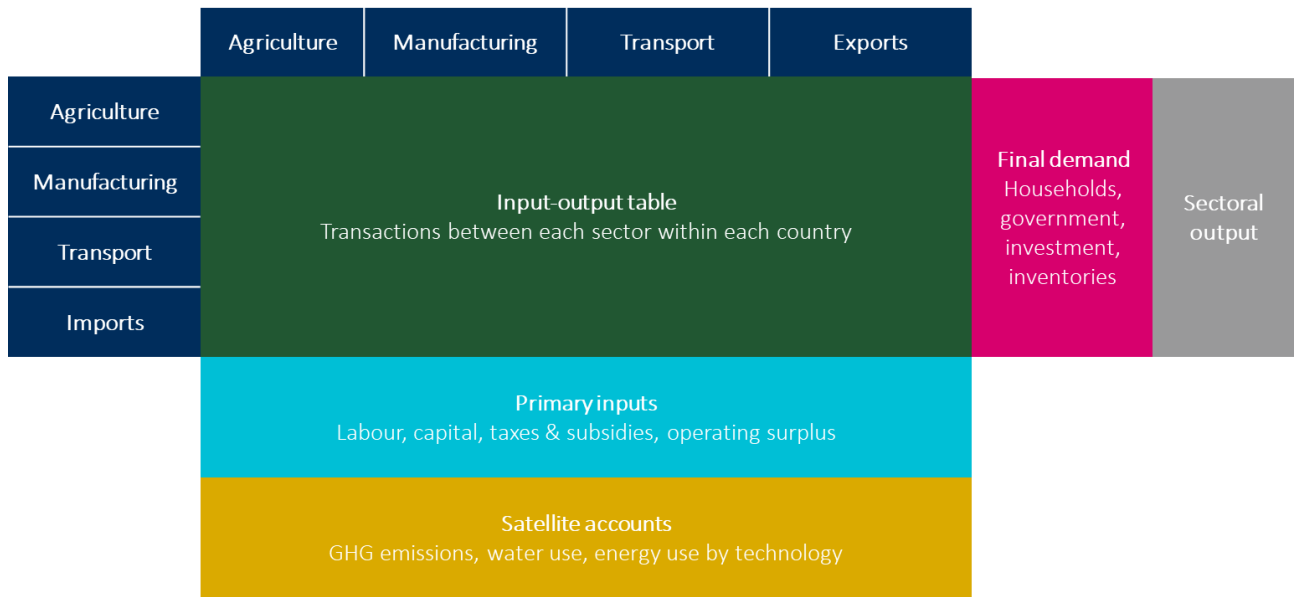 Agriculture
Manufacturing
Transport
Exports
Agriculture
Manufacturing
Transport
Imports
Input-output table
Transactions between each sector within each country
Final demand
Households,
government,
investment,
inventories
Sectoral
output
Primary inputs
Labour, capital, taxes & subsidies, operating surplus
Satellite accounts
GHG emissions, water use, energy use by technology